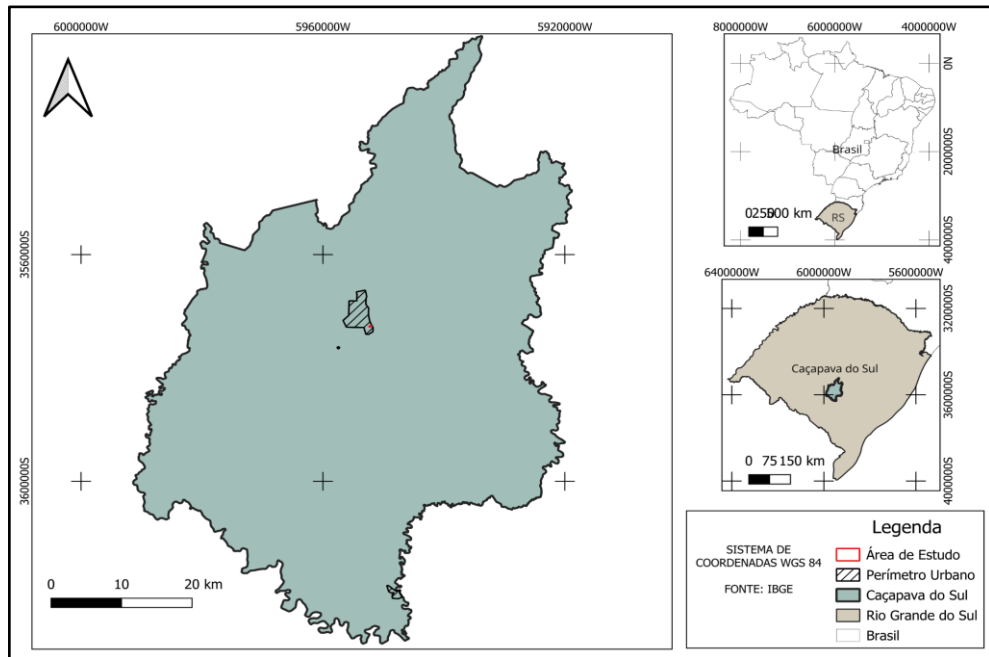 6000000W
5960000W
5920000W
3560000S
3600000S
0 10 20 km
8000000W
6000000W
4000000W
0N
2000000S
4000000S
Brasil
RS
0250500 km
6400000W
6000000W
5600000W
3200000S
3600000S
4000000S
Caçapava do Sul
0 75 150 km
SISTEMA DE
COORDENADAS WGS 84
FONTE: IBGE
Legenda
Área de Estudo
Perímetro Urbano
Caçapava do Sul
Rio Grande do Sul
Brasil